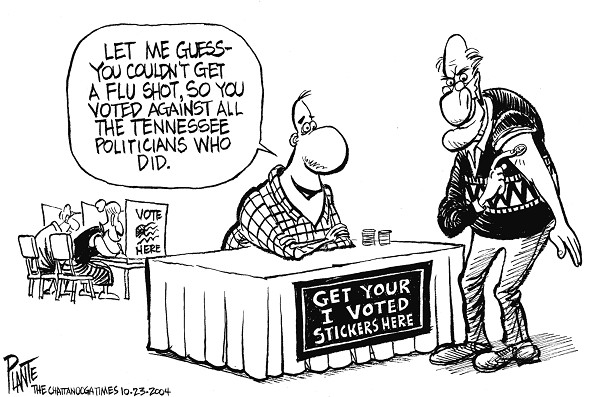 LET ME GUESS-
YOU COULDN'T GET
A FLU SHOT, SO YOU
VOTED AGAINST ALL
THE TENNESSEE
POLITICIANS WHO
DID.
VOTE
HERE
GET YOUR
I VOTED
STICKERS HERE
PLANTE
THE CHATTANOOGA TIMES 10-23-2004